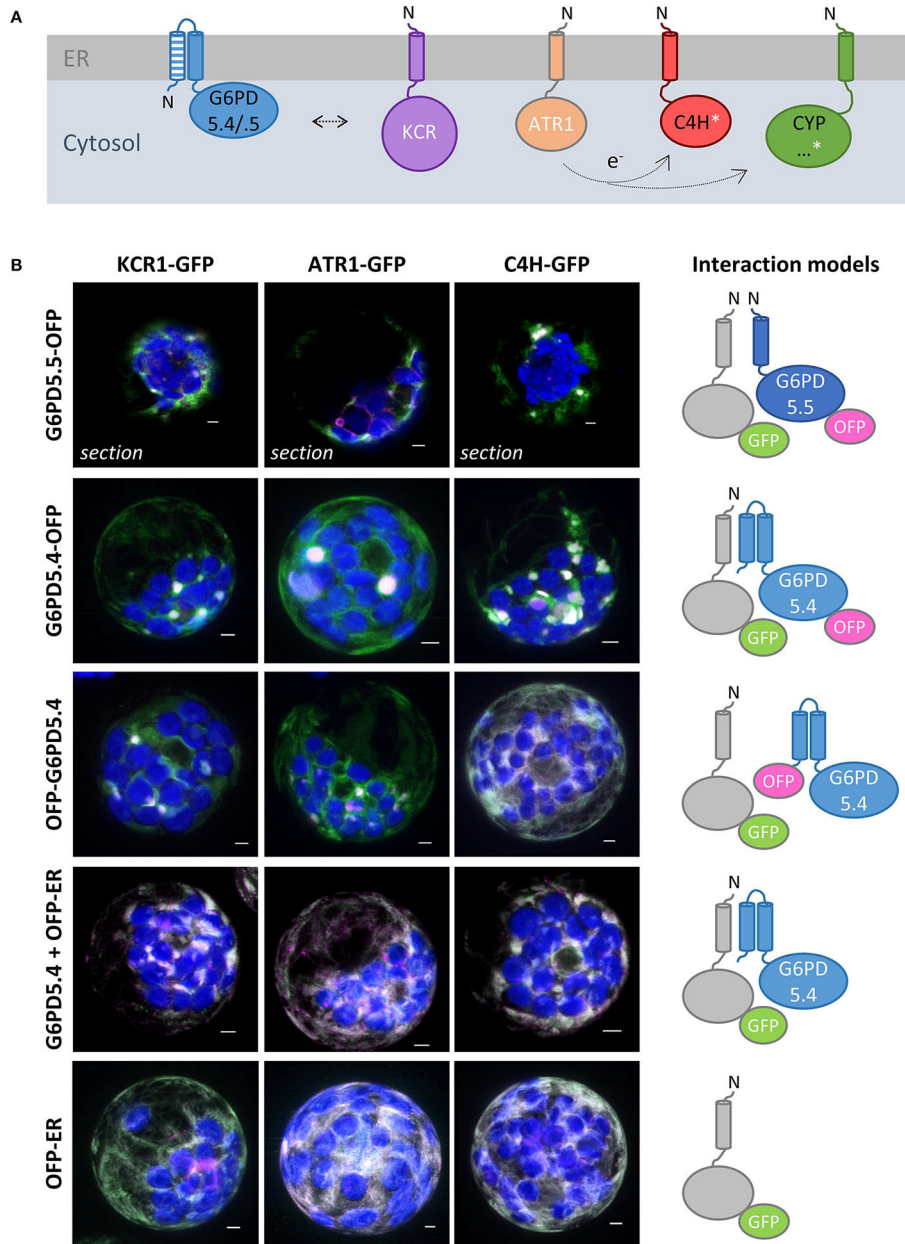 A
N
N
N
N
N
ER
G6PD
5.4/.5
KCR
ATR1
C4H*
CYP
...*
Cytosol
e-
B
KCR1-GFP
ATR1-GFP
C4H-GFP
Interaction models
G6PD5.5-OFP
section
section
section
N
N
G6PD
5.5
OFP
GFP
G6PD5.4-OFP
N
G6PD
5.4
OFP
GFP
OFP-G6PD5.4
N
OFP
G6PD
5.4
GFP
G6PD5.4 + OFP-ER
N
G6PD
5.4
GFP
OFP-ER
N
GFP